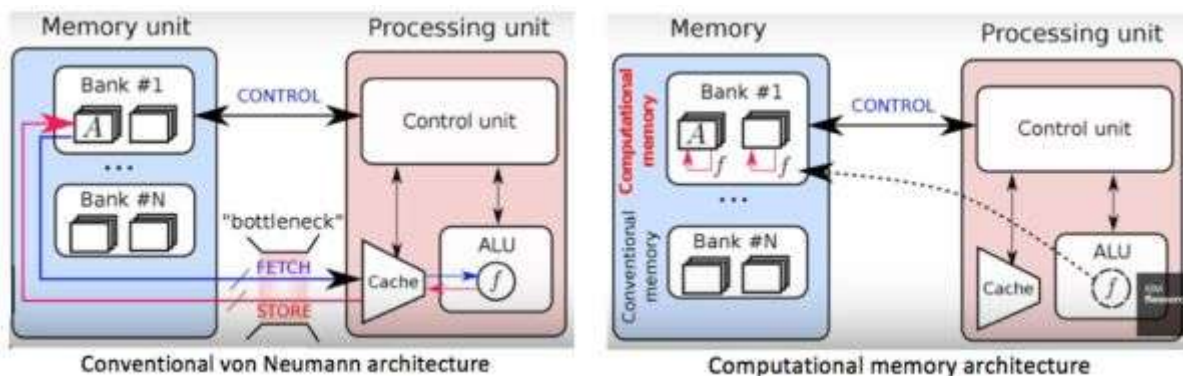 Memory unit
Processing unit
Bank #1
A
...
Bank #N
CONTROL
Control unit
"bottleneck"
FETCH
STORE
Cache
ALU
f
Conventional von Neumann architecture
Memory
Processing unit
Computational
memory
Bank #1
A
f
f
...
Conventional
memory
Bank #N
CONTROL
Control unit
Cache
ALU
f
Computational memory architecture